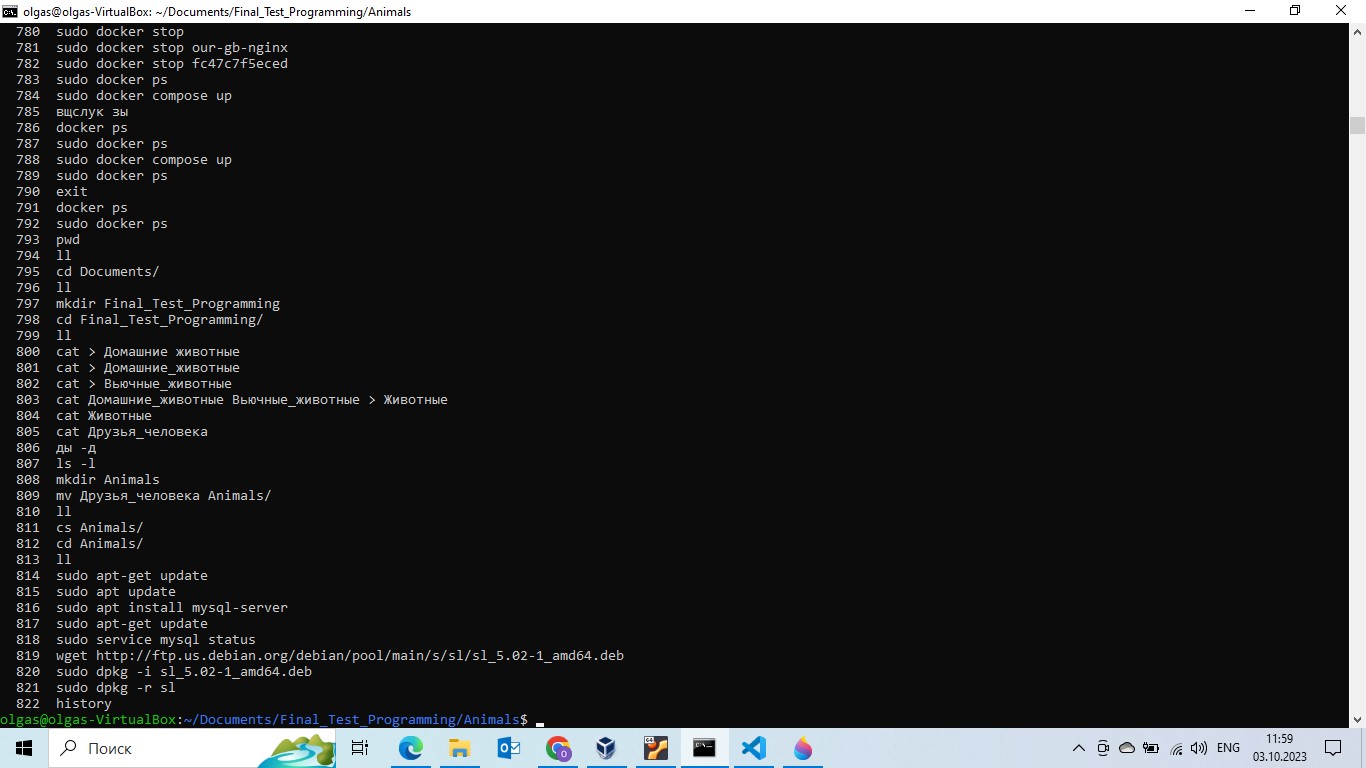 olgas@olgas-VirtualBox: ~/Documents/Final_Test_Programming/Animals
780 sudo docker stop
781 sudo docker stop our-gb-nginx
782 sudo docker stop fc47c7f5eced
783 sudo docker ps
784 sudo docker compose up
785 вщслук зы
786 docker ps
787 sudo docker ps
788 sudo docker compose up
789 sudo docker ps
790 exit
791 docker ps
792 sudo docker ps
793 pwd
794 ll
795 cd Documents/
796 ll
797 mkdir Final_Test_Programming
798 cd Final_Test_Programming/
799 ll
800 cat > Домашние животные
801 cat > Домашние_животные
802 cat > Вьючные_животные
803 cat Домашние_животные Вьючные_животные > Животные
804 cat Животные
805 cat Друзья_человека
806 ды -д
807 ls -l
808 mkdir Animals
809 mv Друзья_человека Animals/
810 ll
811 cs Animals/
812 cd Animals/
813 ll
814 sudo apt-get update
815 sudo apt update
816 sudo apt install mysql-server
817 sudo apt-get update
818 sudo service mysql status
819 wget http://ftp.us.debian.org/debian/pool/main/s/sl/sl_5.02-1_amd64.deb
820 sudo dpkg -i sl_5.02-1_amd64.deb
821 sudo dpkg -r sl
822 history
olgas@olgas-VirtualBox:~/Documents/Final_Test_Programming/Animals$
Поиск
64
O
ENG
11:59
03.10.2023